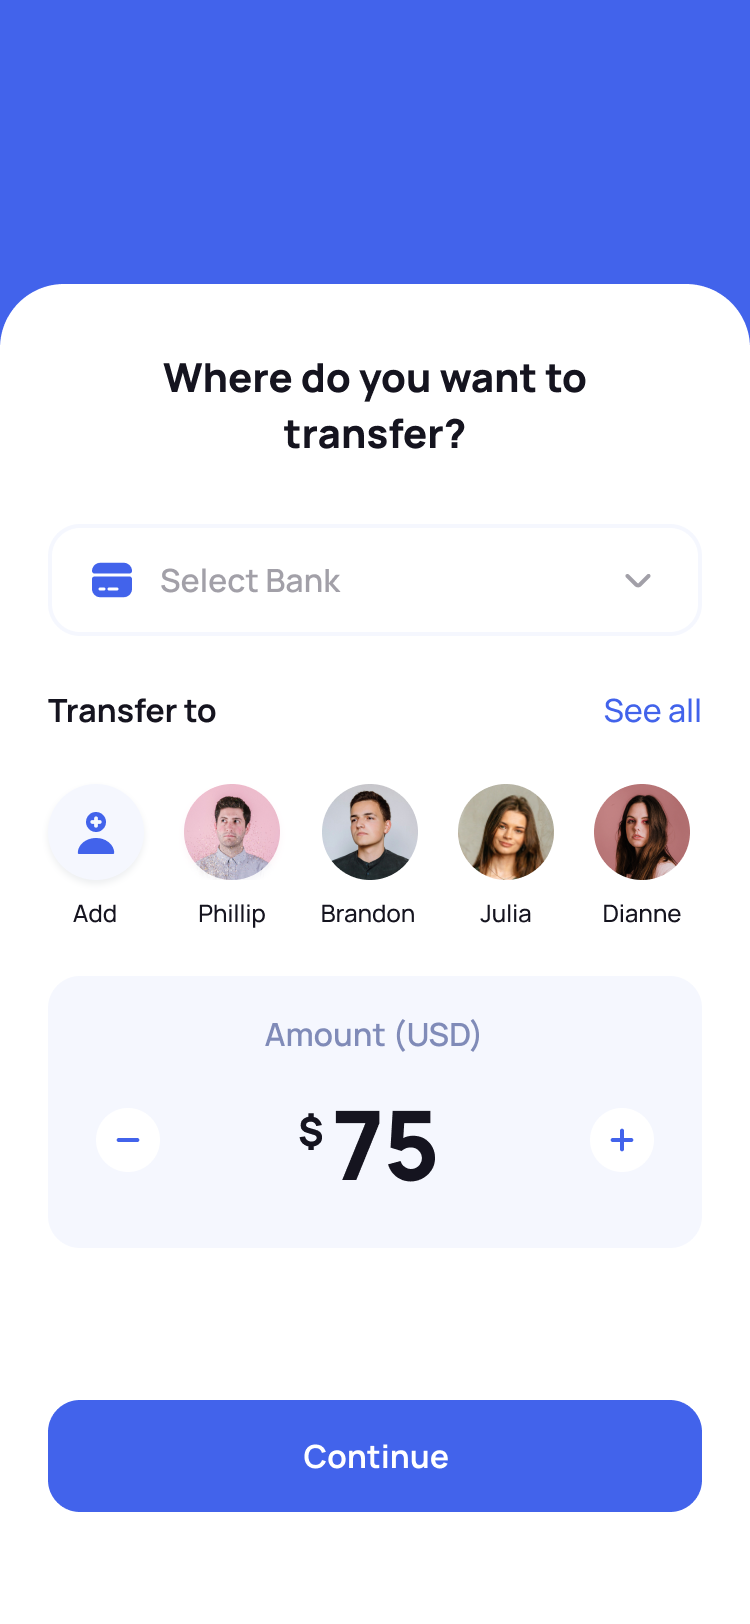 Where do you want to
transfer?
Select Bank
Transfer to
See all
Add
Phillip
Brandon
Julia
Dianne
Amount (USD)
$75
Continue